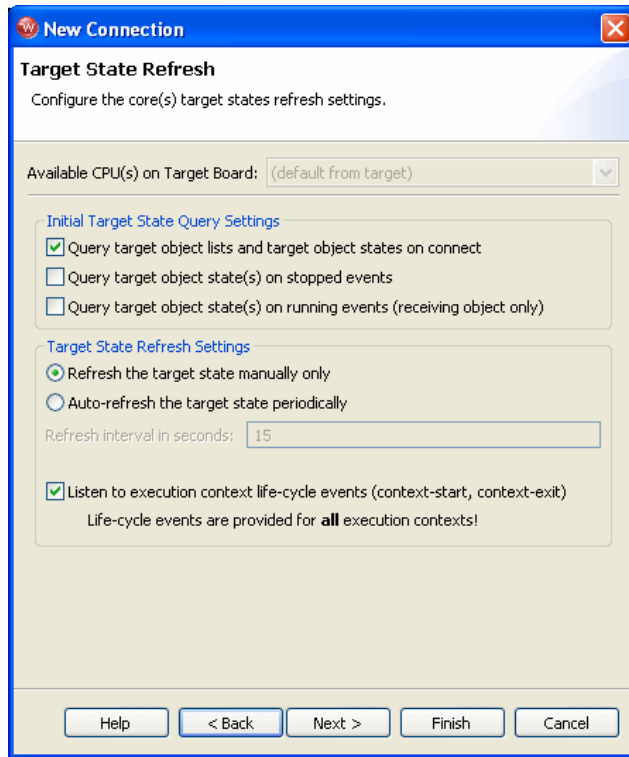 New Connection
Target State Refresh
Configure the core(s) target states refresh settings.
Available CPU(s) on Target Board: (default from target)
Initial Target State Query Settings
Query target object lists and target object states on connect
Query target object state(s) on stopped events
Query target object state(s) on running events (receiving object only)
Target State Refresh Settings
Refresh the target state manually only
Auto-refresh the target state periodically
Refresh interval in seconds: 15
Listen to execution context life-cycle events (context-start, context-exit)
Life-cycle events are provided for all execution contexts!
Help < Back Next > Finish Cancel